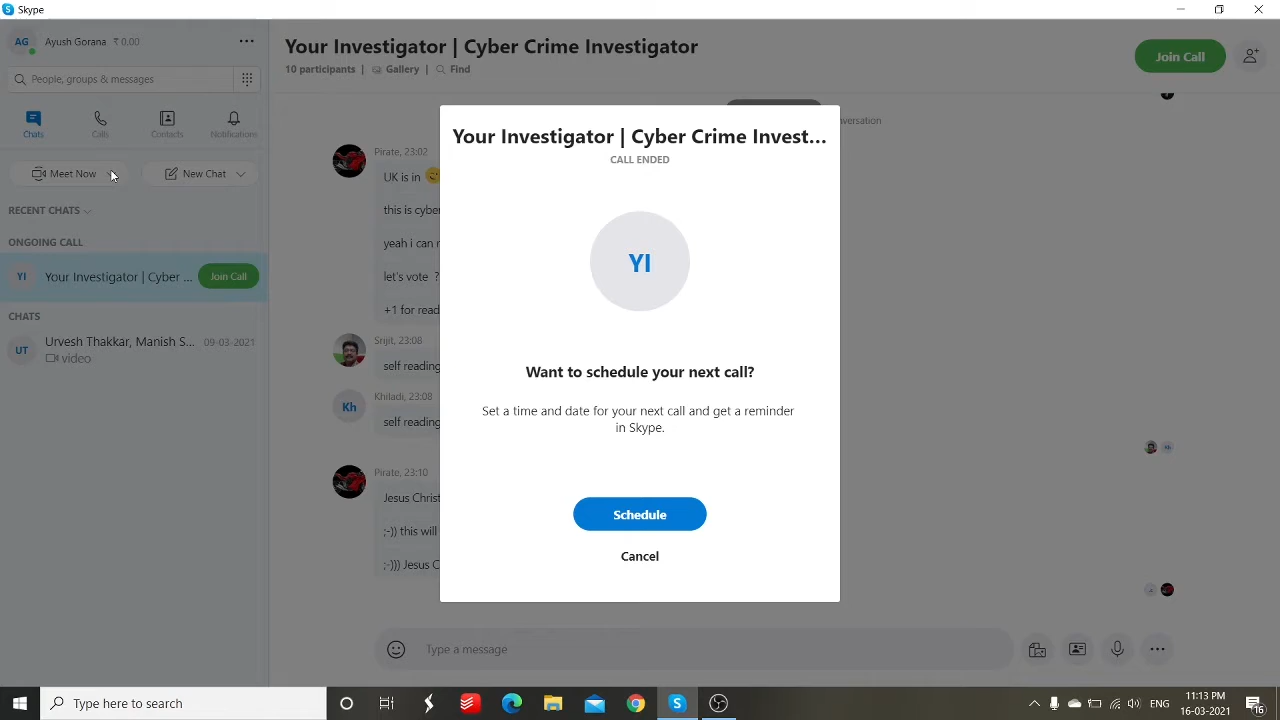 Skype
AG
Ayush Gorana
₹ 0.00
People, groups & messages
Chats
Calls
Contacts
Notifications
Meet Now
New Chat
RECENT CHATS
ONGOING CALL
YI
Your Investigator | Cyber ...
Join Call
CHATS
UT
Urvesh Thakkar, Manish S...
09-03-2021
video
Your Investigator | Cyber Crime Investigator
10 participants | Gallery | Find
Join Call
Pirate, 23:02
UK is in
this is cyber
let's vote ?
+1 for
Srijit, 23:08
self reading
Kh
Khiladi, 23:08
self reading
Pirate, 23:10
Jesus Christ
;-)) this will
;-))) Jesus
Type a message
Your Investigator | Cyber Crime Invest...
CALL ENDED
YI
Want to schedule your next call?
Set a time and date for your next call and get a reminder
in Skype.
Schedule
Cancel
Type here to search
ENG
11:13 PM
16-03-2021
16